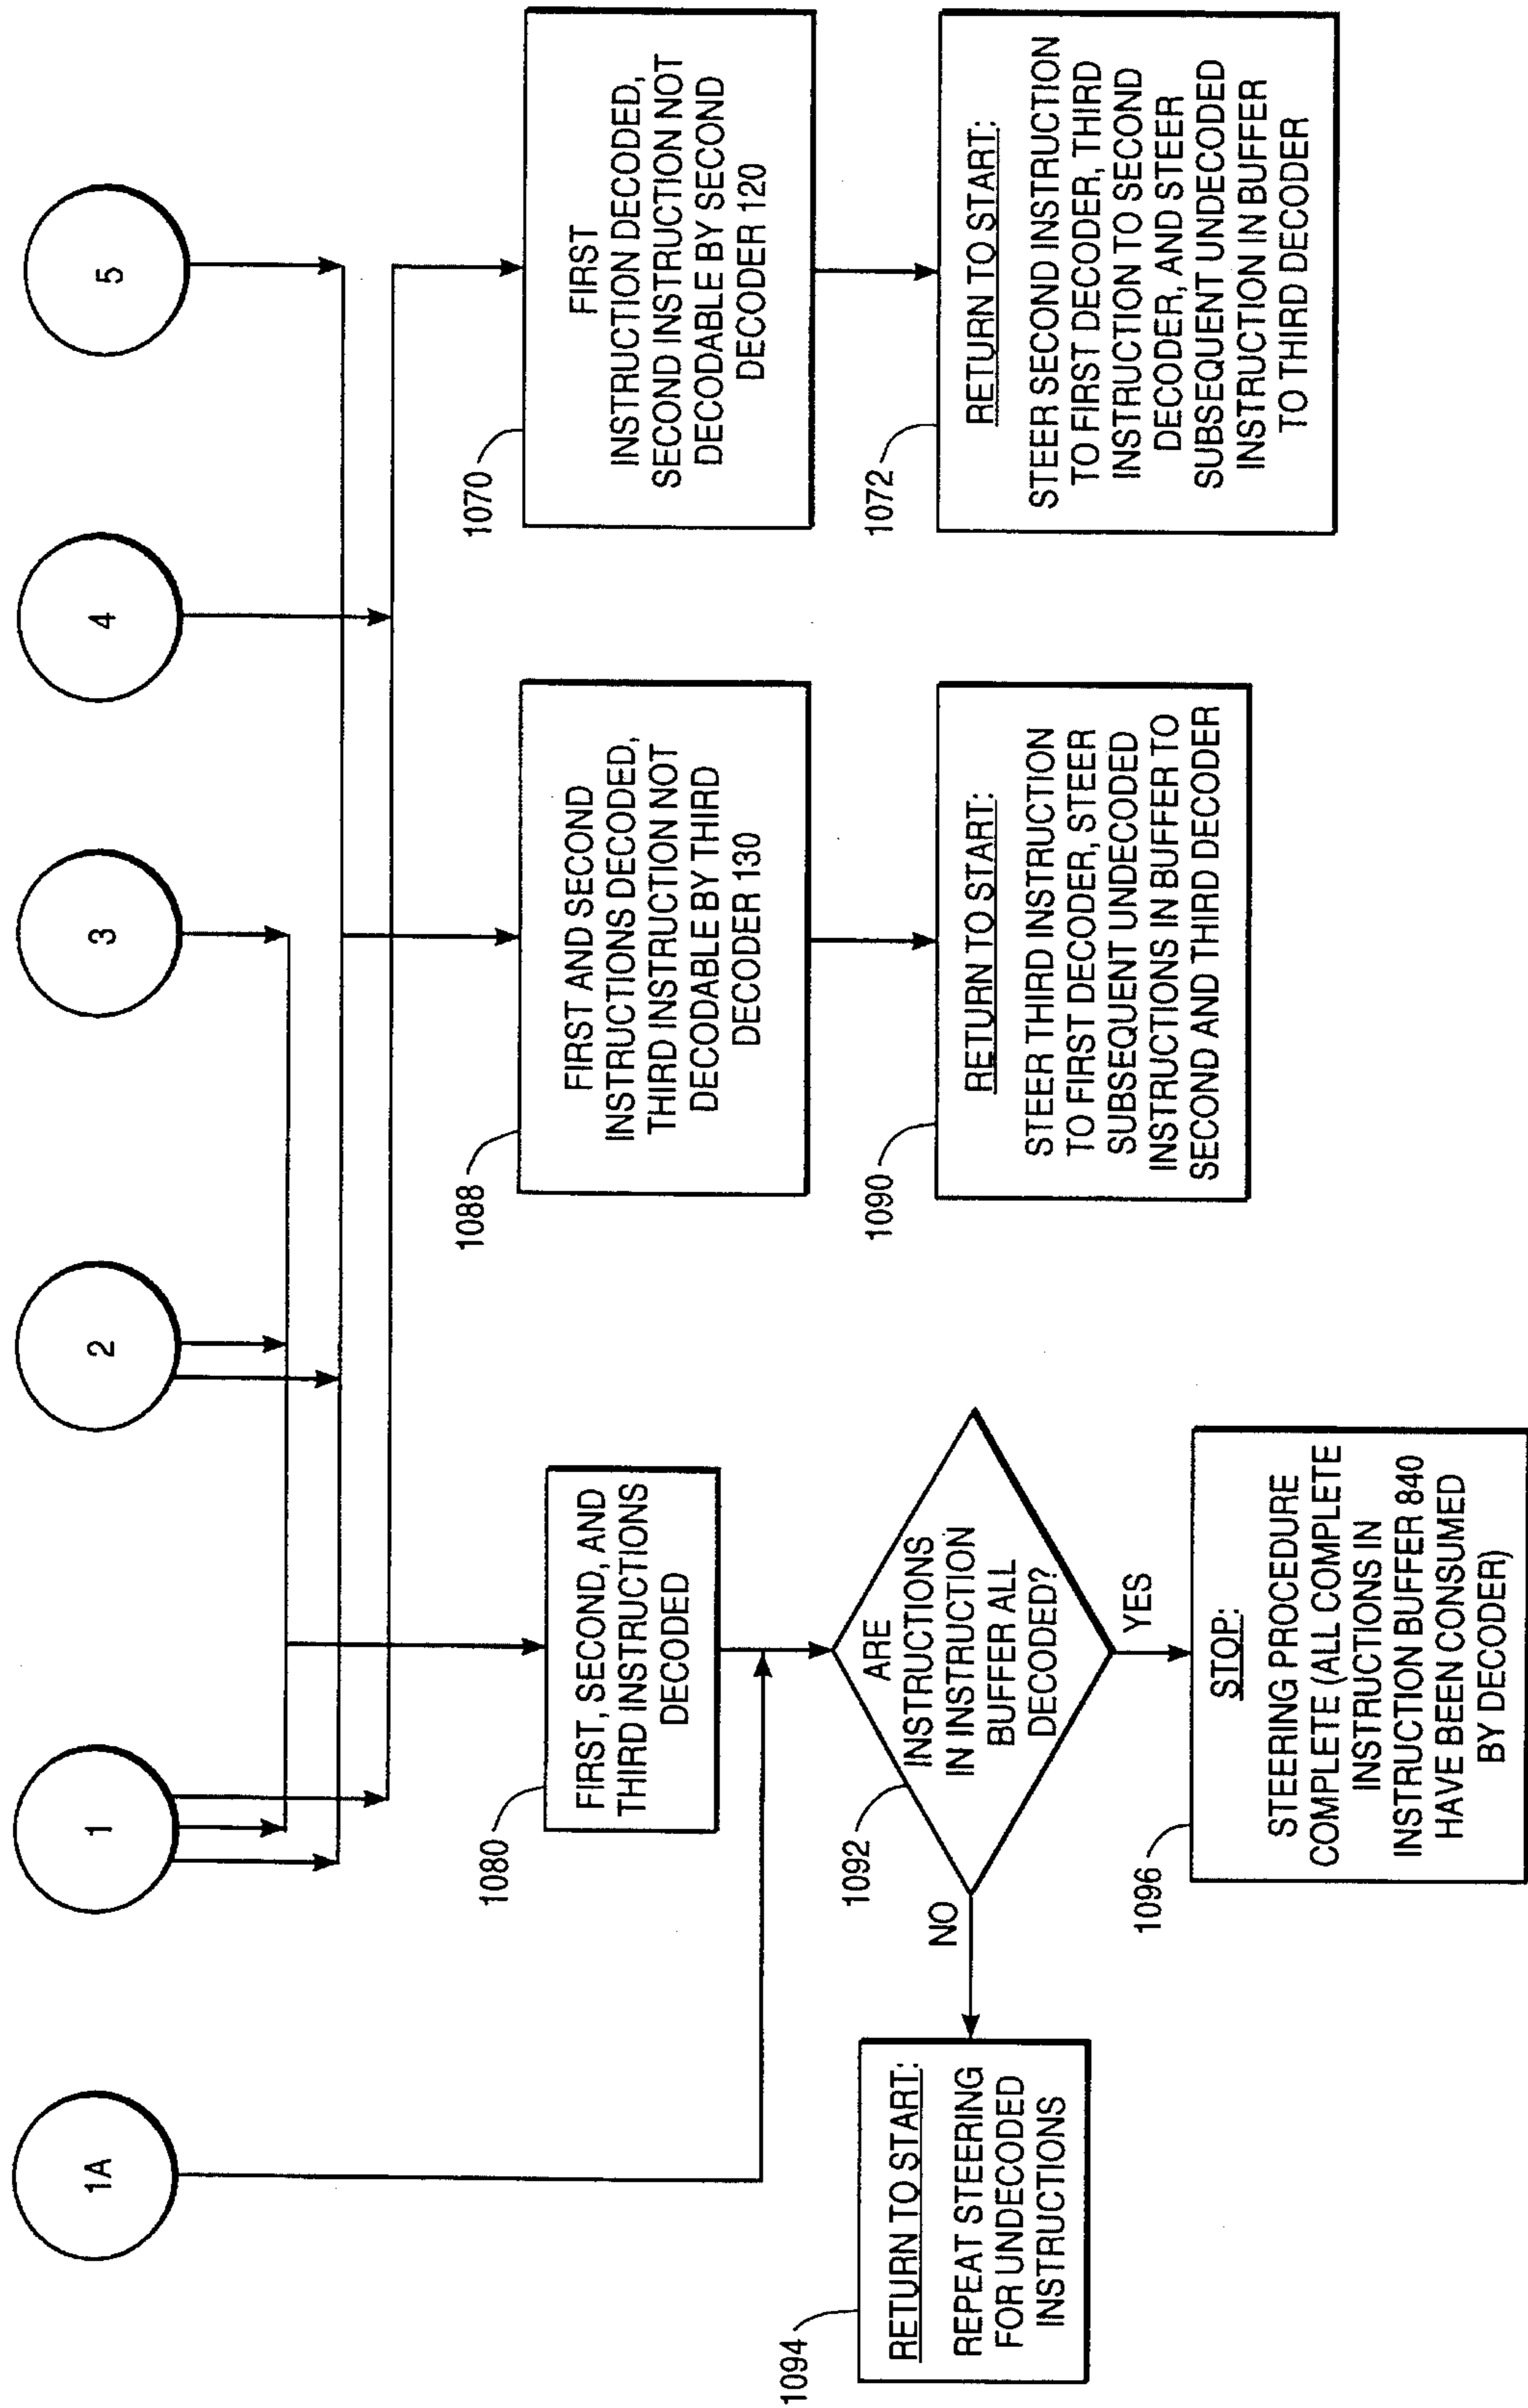 1A
1
2
3
4
5
1080
FIRST, SECOND, AND
THIRD INSTRUCTIONS
DECODED
1088
FIRST AND SECOND
INSTRUCTIONS DECODED,
THIRD INSTRUCTION NOT
DECODABLE BY THIRD
DECODER 130
1070
FIRST
INSTRUCTION DECODED,
SECOND INSTRUCTION NOT
DECODABLE BY SECOND
DECODER 120
1092
ARE
INSTRUCTIONS
IN INSTRUCTION
BUFFER ALL
DECODED?
NO
YES
1094
RETURN TO START:
REPEAT STEERING
FOR UNDECODED
INSTRUCTIONS
1096
STOP:
STEERING PROCEDURE
COMPLETE (ALL COMPLETE
INSTRUCTIONS IN
INSTRUCTION BUFFER 840
HAVE BEEN CONSUMED
BY DECODER)
1090
RETURN TO START:
STEER THIRD INSTRUCTION
TO FIRST DECODER, STEER
SUBSEQUENT UNDECODED
INSTRUCTIONS IN BUFFER TO
SECOND AND THIRD DECODER
1072
RETURN TO START:
STEER SECOND INSTRUCTION
TO FIRST DECODER, THIRD
INSTRUCTION TO SECOND
DECODER, AND STEER
SUBSEQUENT UNDECODED
INSTRUCTION IN BUFFER
TO THIRD DECODER